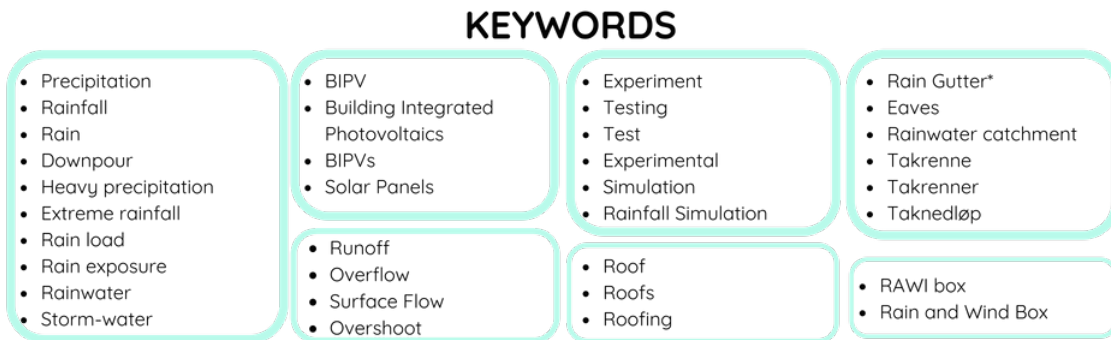 KEYWORDS
• Precipitation
• Rainfall
• Rain
• Downpour
• Heavy precipitation
• Extreme rainfall
• Rain load
• Rain exposure
• Rainwater
• Storm-water
• BIPV
• Building Integrated
Photovoltaics
• BIPVs
• Solar Panels
• Runoff
• Overflow
• Surface Flow
• Overshoot
• Experiment
• Testing
• Test
• Experimental
• Simulation
• Rainfall Simulation
• Roof
• Roofs
• Roofing
• Rain Gutter*
• Eaves
• Rainwater catchment
• Takrenne
• Takrenner
• Taknedløp
• RAWI box
• Rain and Wind Box